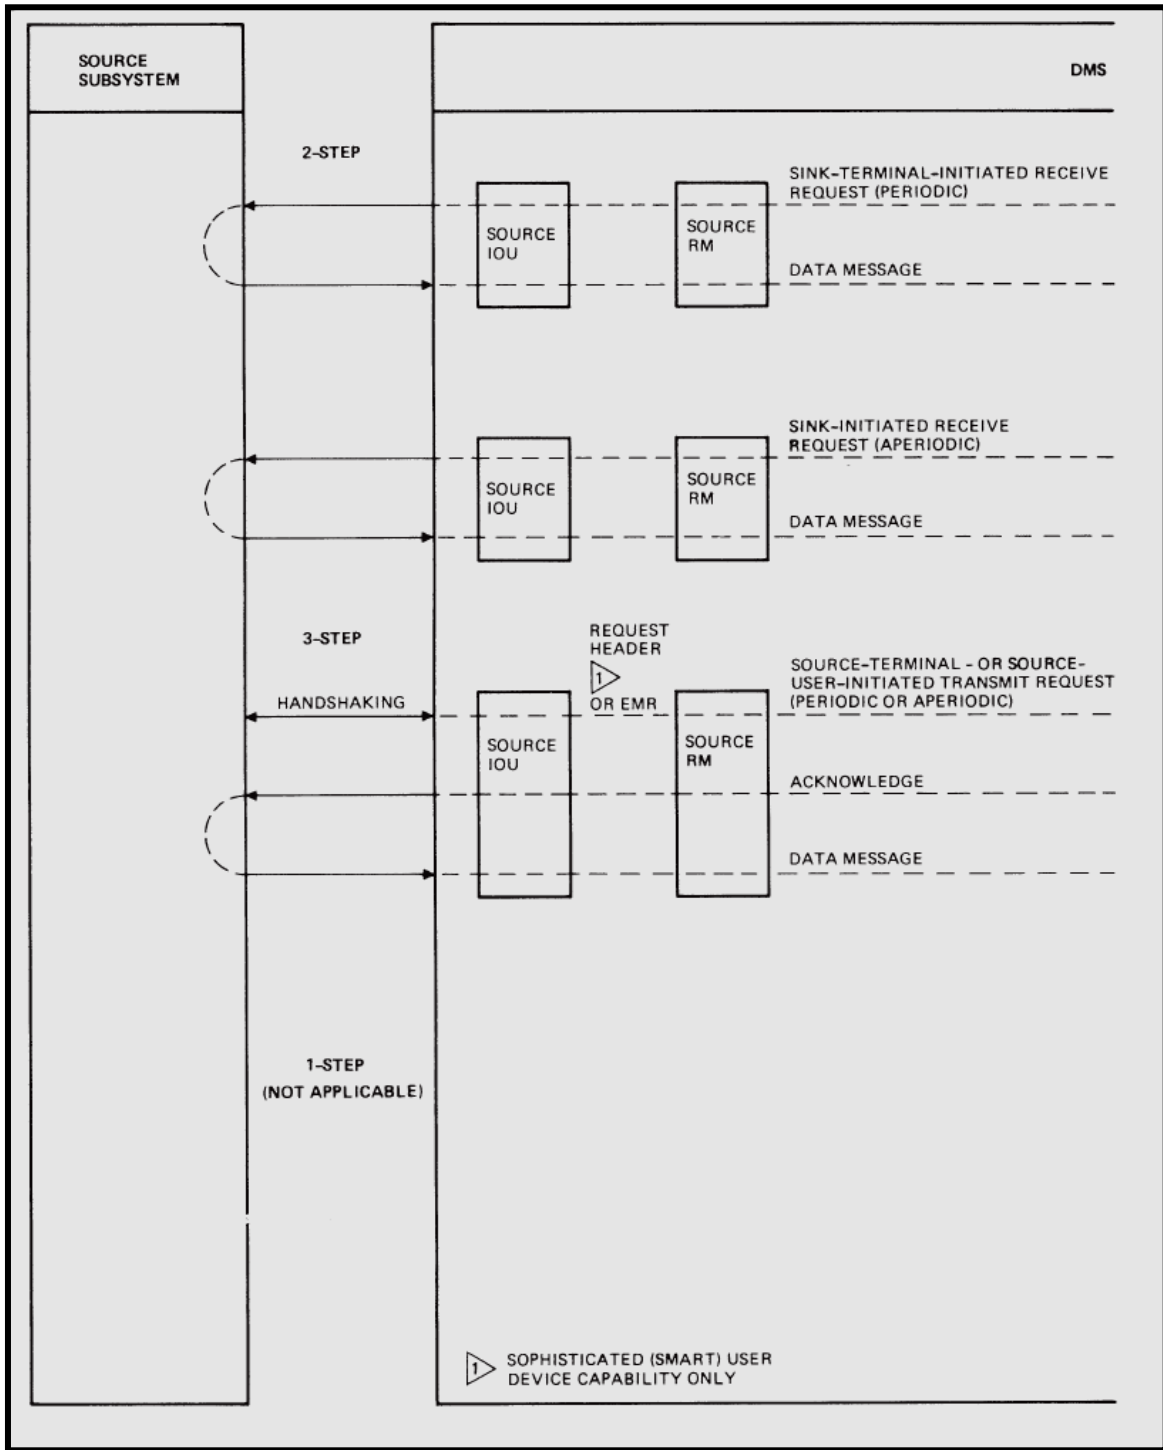 SOURCE
SUBSYSTEM
DMS
2-STEP
SINK-TERMINAL-INITIATED RECEIVE
REQUEST (PERIODIC)
SOURCE
IOU
SOURCE
RM
DATA MESSAGE
SINK-INITIATED RECEIVE
REQUEST (APERIODIC)
SOURCE
IOU
SOURCE
RM
DATA MESSAGE
3-STEP
REQUEST
HEADER
1
OR EMR
SOURCE-TERMINAL - OR SOURCE-
USER-INITIATED TRANSMIT REQUEST
(PERIODIC OR APERIODIC)
HANDSHAKING
SOURCE
IOU
SOURCE
RM
ACKNOWLEDGE
DATA MESSAGE
1-STEP
(NOT APPLICABLE)
1 SOPHISTICATED (SMART) USER
DEVICE CAPABILITY ONLY